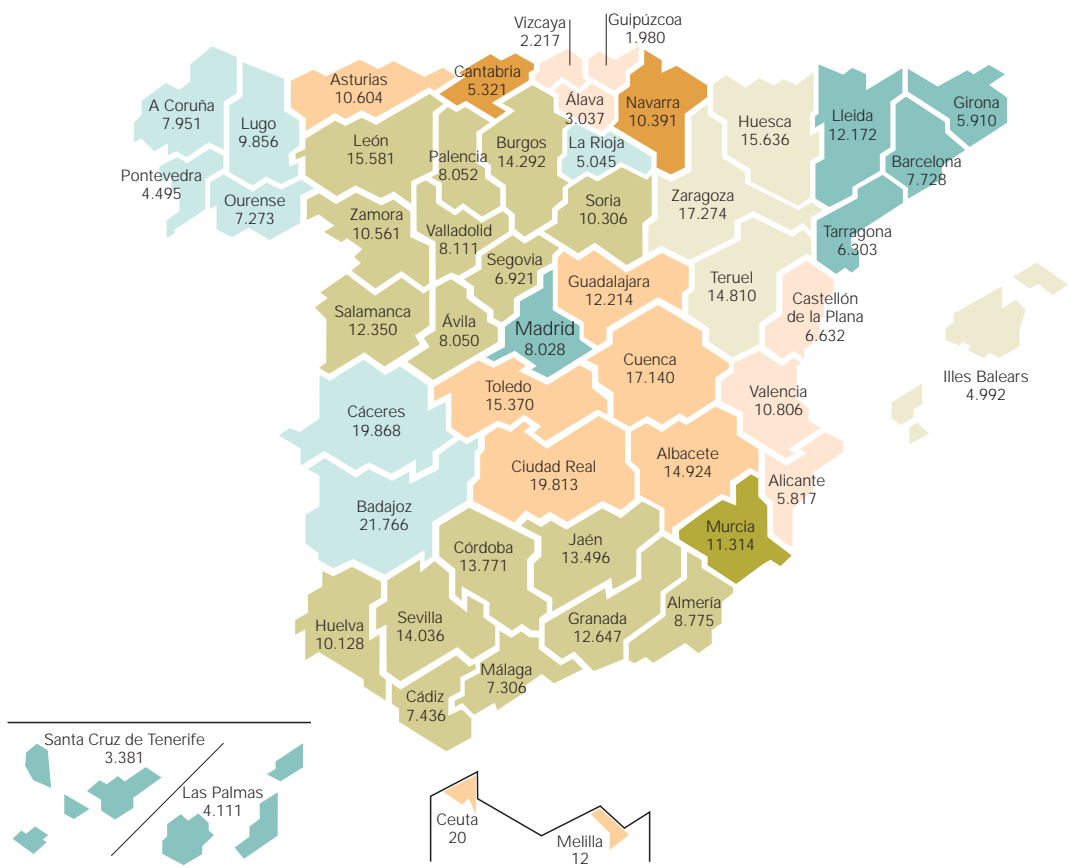 Vizcaya
2.217
Guipúzcoa
1.980
Asturias
10.604
Cantabria
5.321
A Coruña
7.951
Lugo
9.856
Álava
3.037
Navarra
10.391
Huesca
15.636
Lleida
12.172
Girona
5.910
León
15.581
Palencia
8.052
Burgos
14.292
La Rioja
5.045
Barcelona
7.728
Pontevedra
4.495
Ourense
7.273
Zamora
10.561
Valladolid
8.111
Soria
10.306
Zaragoza
17.274
Tarragona
6.303
Segovia
6.921
Guadalajara
12.214
Teruel
14.810
Castellón
de la Plana
6.632
Salamanca
12.350
Ávila
8.050
Madrid
8.028
Cuenca
17.140
Illes Balears
4.992
Cáceres
19.868
Toledo
15.370
Valencia
10.806
Ciudad Real
19.813
Albacete
14.924
Alicante
5.817
Badajoz
21.766
Murcia
11.314
Córdoba
13.771
Jaén
13.496
Huelva
10.128
Sevilla
14.036
Granada
12.647
Almería
8.775
Málaga
7.306
Cádiz
7.436
Santa Cruz de Tenerife
3.381
Las Palmas
4.111
Ceuta
20
Melilla
12